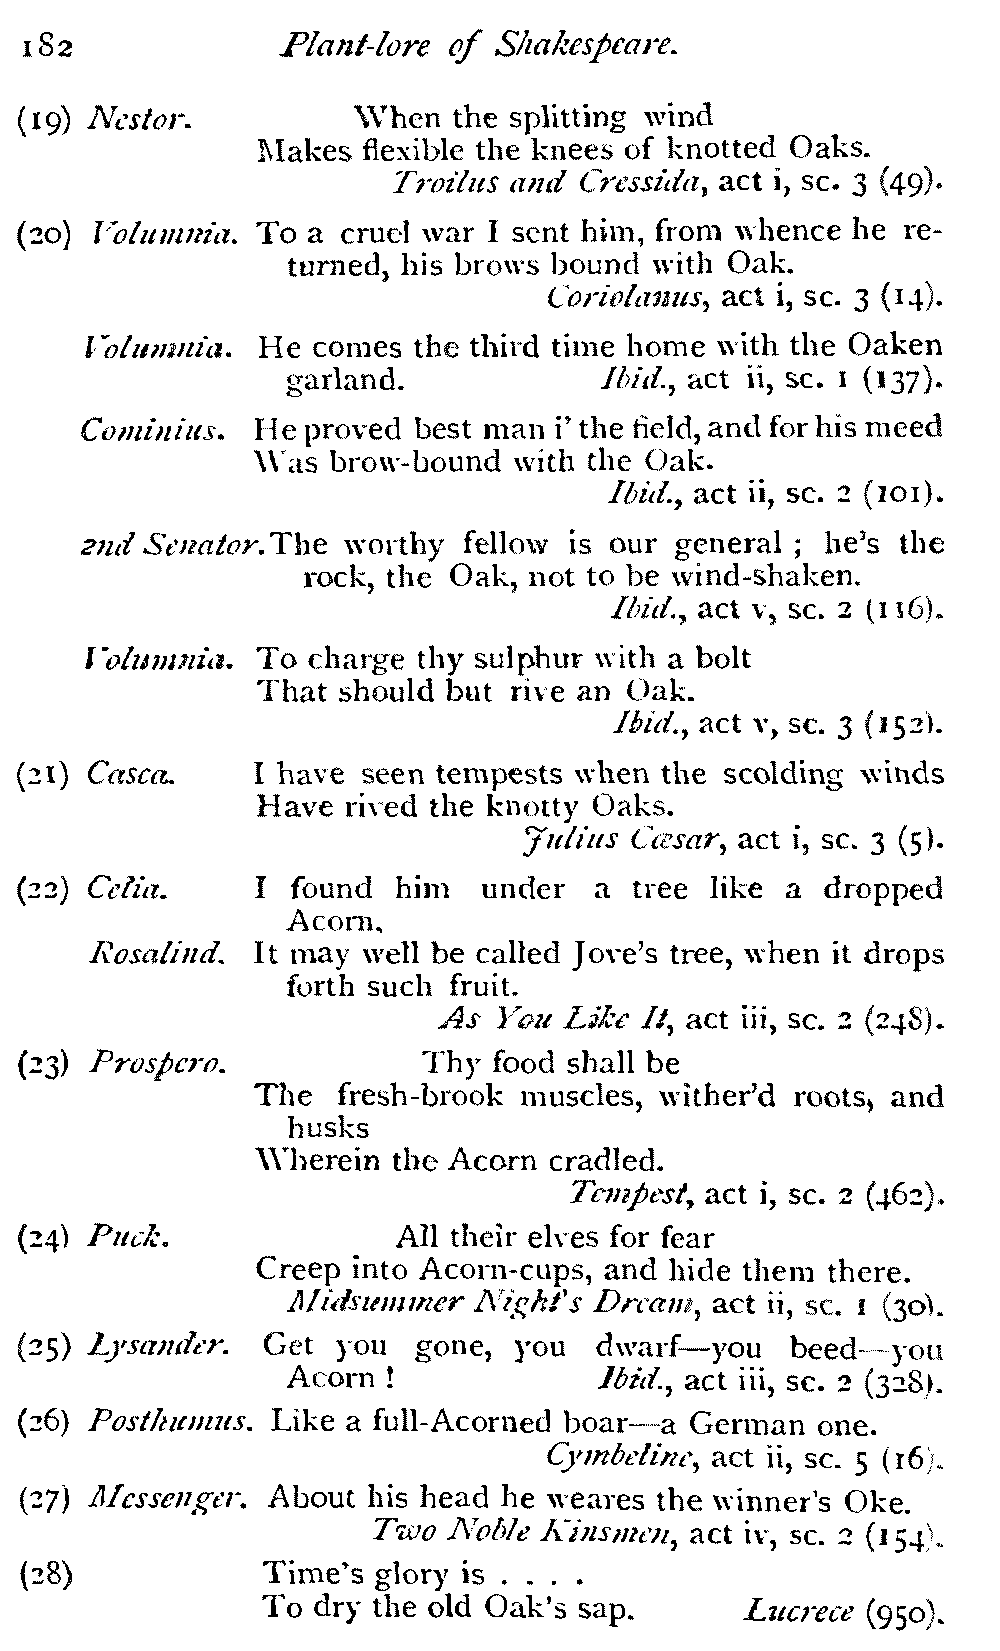 182 Plant-lore of Shakespeare.
(19) Nestor. When the splitting wind
Makes flexible the knees of knotted Oaks.
Troilus and Cressida, act i, sc. 3 (49).
(20) Volumnia. To a cruel war I sent him, from whence he re-
turned, his brows bound with Oak.
Coriolanus, act i, sc. 3 (14).
Volumnia. He comes the third time home with the Oaken
garland. Ibid., act ii, sc. 1 (137).
Cominius. He proved best man i' the field, and for his meed
Was brow-bound with the Oak.
Ibid., act ii, sc. 2 (101).
2nd Senator. The worthy fellow is our general ; he's the
rock, the Oak, not to be wind-shaken.
Ibid., act v, sc. 2 (116).
Volumnia. To charge thy sulphur with a bolt
That should but rive an Oak.
Ibid., act v, sc. 3 (152).
(21) Casca. I have seen tempests when the scolding winds
Have rived the knotty Oaks.
Julius Cæsar, act i, sc. 3 (5).
(22) Celia. I found him under a tree like a dropped
Acorn.
Rosalind. It may well be called Jove's tree, when it drops
forth such fruit.
As You Like It, act iii, sc. 2 (248).
(23) Prospero. Thy food shall be
The fresh-brook muscles, wither'd roots, and
husks
Wherein the Acorn cradled.
Tempest, act i, sc. 2 (462).
(24) Puck. All their elves for fear
Creep into Acorn-cups, and hide them there.
Midsummer Night's Dream, act ii, sc. 1 (30).
(25) Lysander. Get you gone, you dwarf—you beed—you
Acorn ! Ibid., act iii, sc. 2 (328).
(26) Posthumus. Like a full-Acorned boar—a German one.
Cymbeline, act ii, sc. 5 (16).
(27) Messenger. About his head he weares the winner's Oke.
Two Noble Kinsmen, act iv, sc. 2 (154).
(28) Time's glory is . . . .
To dry the old Oak's sap. Lucrece (950).